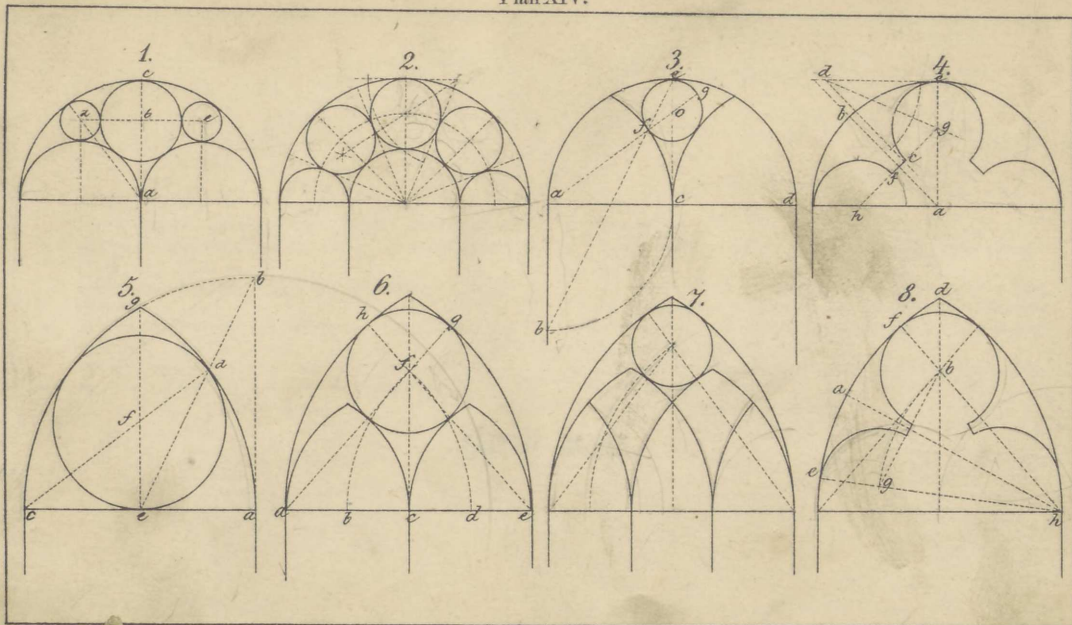 Plan XIV.
1.
c
a b e
a
2.
3.
e g
f o
a c d
b
4.
d e
b g
c
f
h a
5.
g b
d
f
c e a
6.
h g
f
a b c d e
7.
8.
d
f
b
a
e g
h